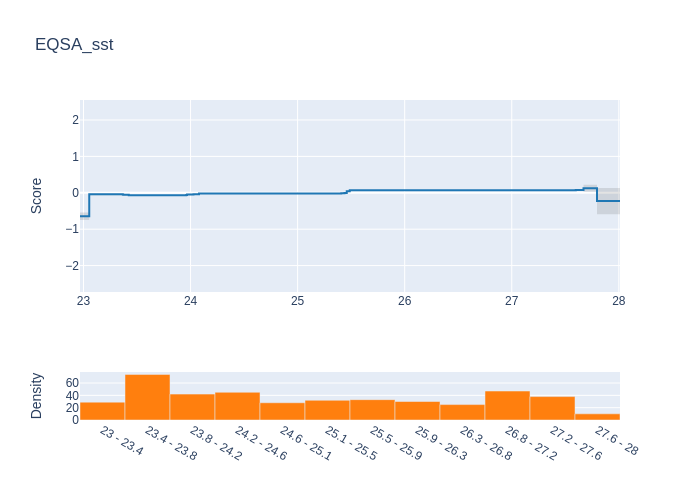 EQSA_sst
2
1
0
−1
−2
Score
23
24
25
26
27
28
60
40
20
0
Density
23 - 23.4
23.4 - 23.8
23.8 - 24.2
24.2 - 24.6
24.6 - 25.1
25.1 - 25.5
25.5 - 25.9
25.9 - 26.3
26.3 - 26.8
26.8 - 27.2
27.2 - 27.6
27.6 - 28